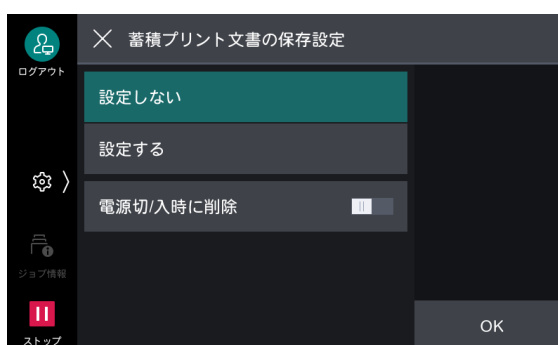 蓄積プリント文書の保存設定
ログアウト
設定しない
設定する
電源切/入時に削除
ジョブ情報
ストップ
OK